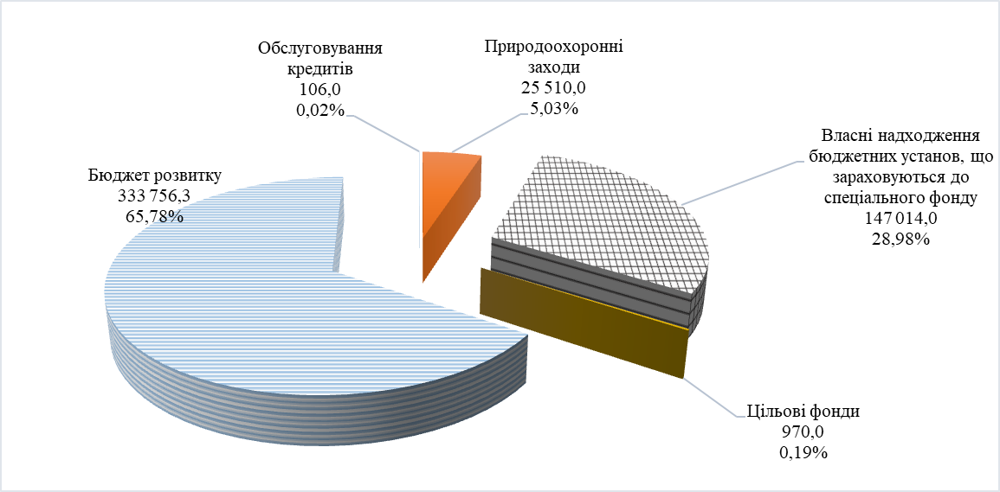 Обслуговування
кредитів
106,0
0,02%
Природоохоронні
заходи
25 510,0
5,03%
Власні надходження
бюджетних установ, що
зараховуються до
спеціального фонду
147 014,0
28,98%
Бюджет розвитку
333 756,3
65,78%
Цільові фонди
970,0
0,19%